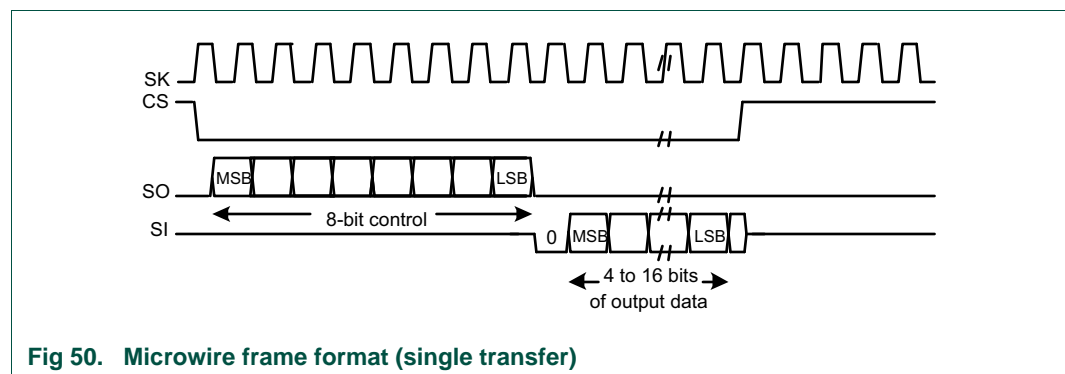 SK
CS
SO
MSB
LSB
8-bit control
SI
0
MSB
LSB
4 to 16 bits
of output data
Fig 50. Microwire frame format (single transfer)